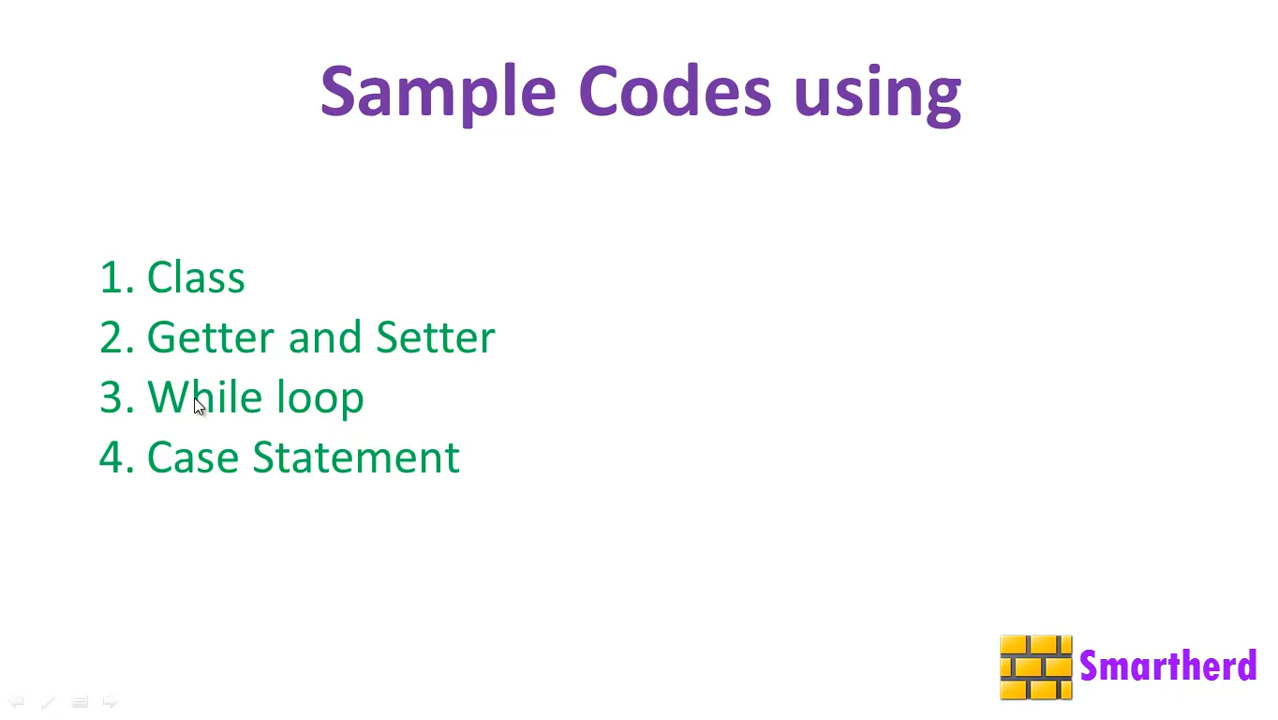 Sample Codes using
1. Class
2. Getter and Setter
3. While loop
4. Case Statement
Smartherd